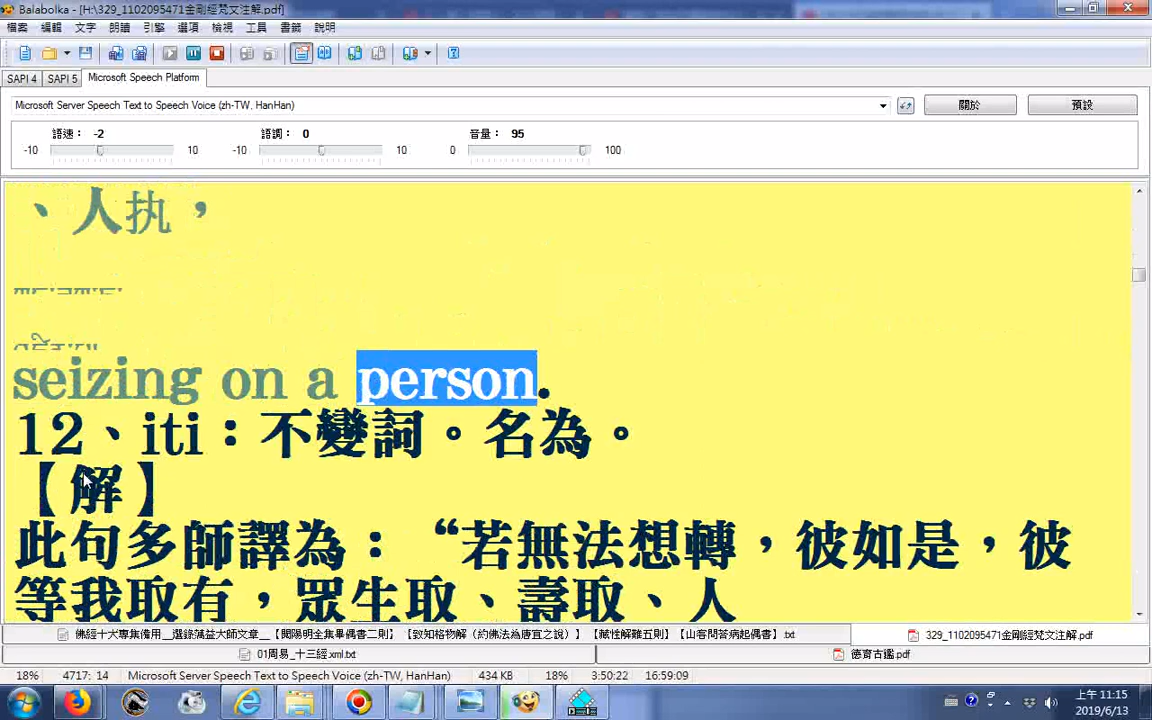 Balabolka - [H:\329_1102095471金剛經梵文注解.pdf]
檔案 編輯 文字 朗讀 引擎 選項 檢視 工具 書籤 說明
SAPI 4 SAPI 5 Microsoft Speech Platform
Microsoft Server Speech Text to Speech Voice (zh-TW, HanHan) 關於 預設
語速： -2 語調： 0 音量： 95
-10 10 -10 10 0 100
、人执，
seizing on a person.
12、iti：不變詞。名為。
【解】
此句多師譯為：“若無法想轉，彼如是，彼
等我取有，眾生取、壽取、人
佛經十大專集備用__選錄蕅益大師文章__【閱陽明全集畢偶書二則】【致知格物解（約佛法為唐宜之說）】【藏性解難五則】【山客問答病起偶書】.txt 329_1102095471金剛經梵文注解.pdf
01周易_十三經.xml.txt 德育古鑑.pdf
18% 4717: 14 Microsoft Server Speech Text to Speech Voice (zh-TW, HanHan) 434 KB 18% 3:50:22 16:59:09
上午 11:15
2019/6/13